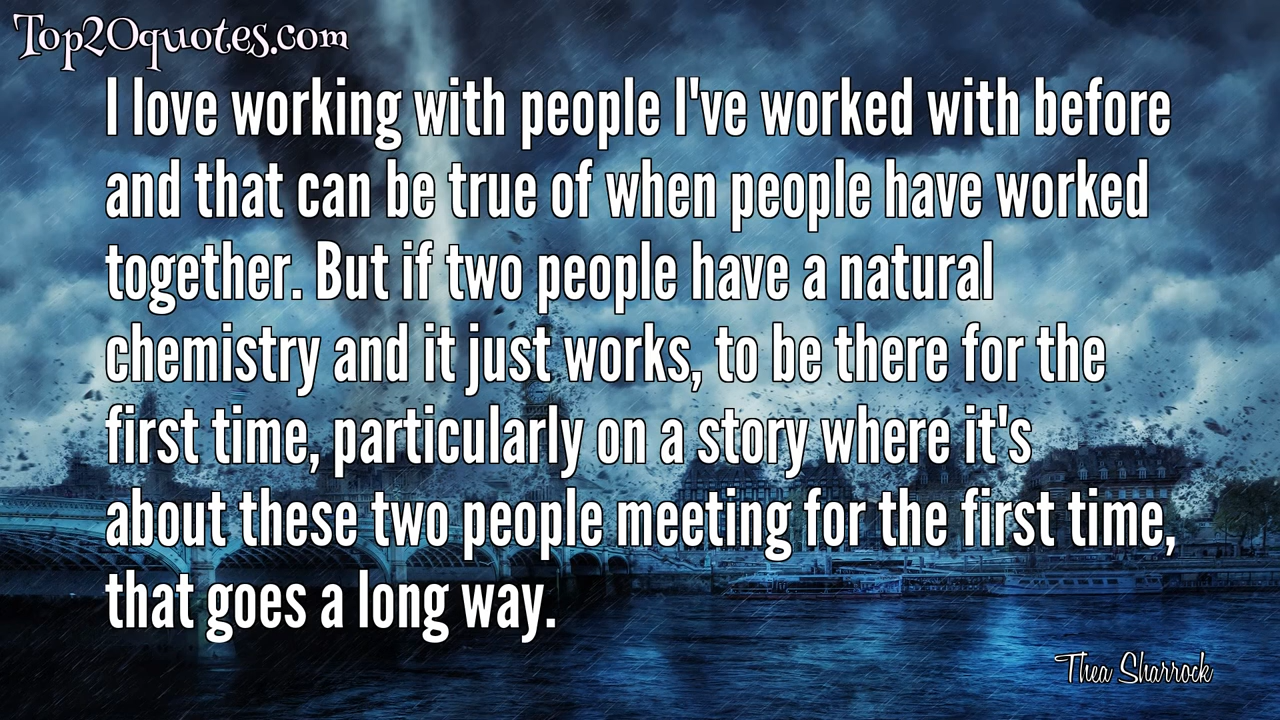 Top20quotes.com
I love working with people I've worked with before
and that can be true of when people have worked
together. But if two people have a natural
chemistry and it just works, to be there for the
first time, particularly on a story where it's
about these two people meeting for the first time,
that goes a long way.
Thea Sharrock